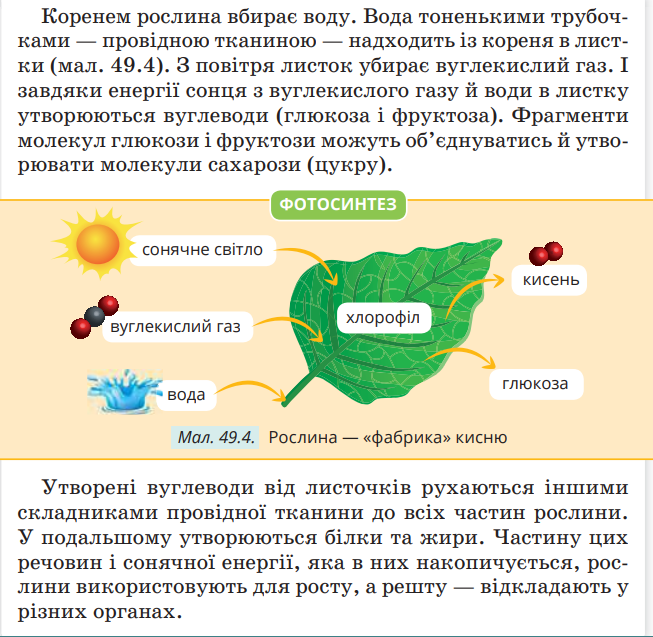 Коренем рослина вбирає воду. Вода тоненькими трубоч-
ками — провідною тканиною — надходить із кореня в лист-
ки (мал. 49.4). З повітря листок убирає вуглекислий газ. І
завдяки енергії сонця з вуглекислого газу й води в листку
утворюються вуглеводи (глюкоза і фруктоза). Фрагменти
молекул глюкози і фруктози можуть об’єднуватись й утво-
рювати молекули сахарози (цукру).
ФОТОСИНТЕЗ
сонячне світло
кисень
хлорофіл
вуглекислий газ
глюкоза
вода
Мал. 49.4. Рослина — «фабрика» кисню
Утворені вуглеводи від листочків рухаються іншими
складниками провідної тканини до всіх частин рослини.
У подальшому утворюються білки та жири. Частину цих
речовин і сонячної енергії, яка в них накопичується, рос-
лини використовують для росту, а решту — відкладають у
різних органах.